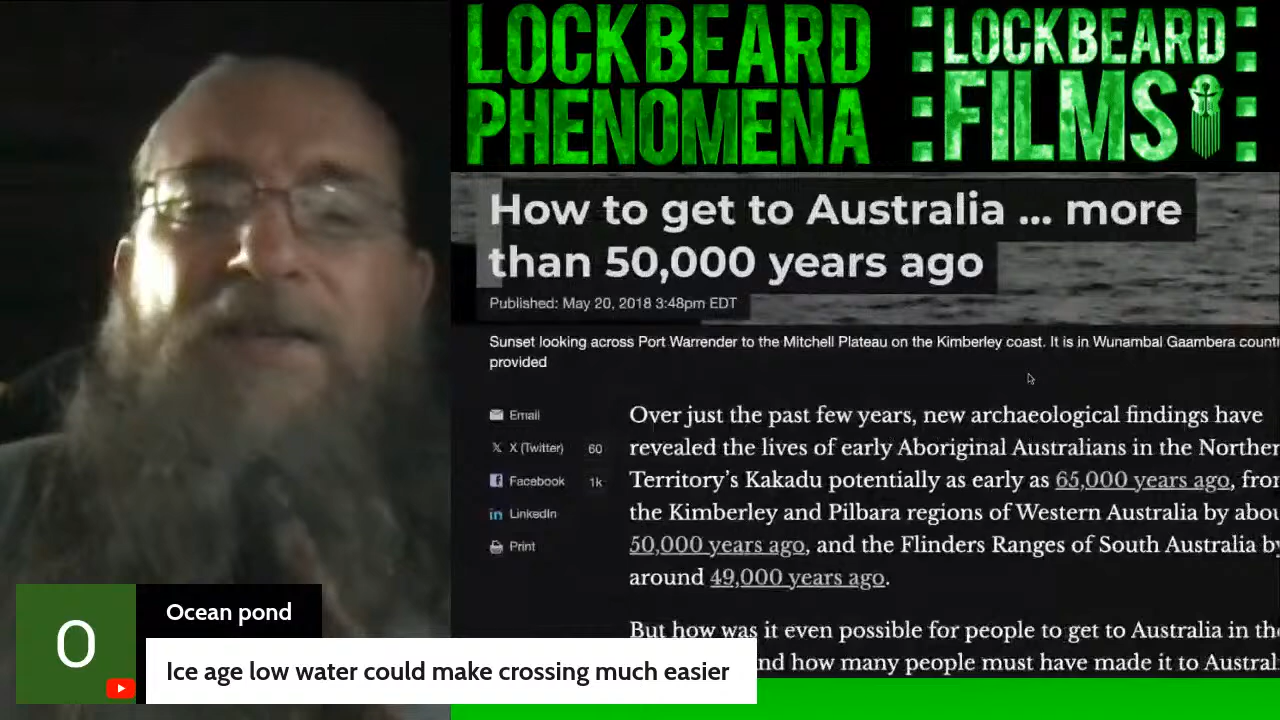 LOCKBEARD
PHENOMENA
LOCKBEARD
FILMS
How to get to Australia ... more
than 50,000 years ago
Published: May 20, 2018 3:48pm EDT
Sunset looking across Port Warrender to the Mitchell Plateau on the Kimberley coast. It is in Wunambal Gaambera
provided
Email
X (Twitter) 60
Facebook 1k
LinkedIn
Print
Over just the past few years, new archaeological findings have
revealed the lives of early Aboriginal Australians in the Norther
Territory's Kakadu potentially as early as 65,000 years ago, from
the Kimberley and Pilbara regions of Western Australia by abou
50,000 years ago, and the Flinders Ranges of South Australia by
around 49,000 years ago.
But how was it even possible for people to get to Australia in the
nd how many people must have made it to Austral
O
Ocean pond
Ice age low water could make crossing much easier